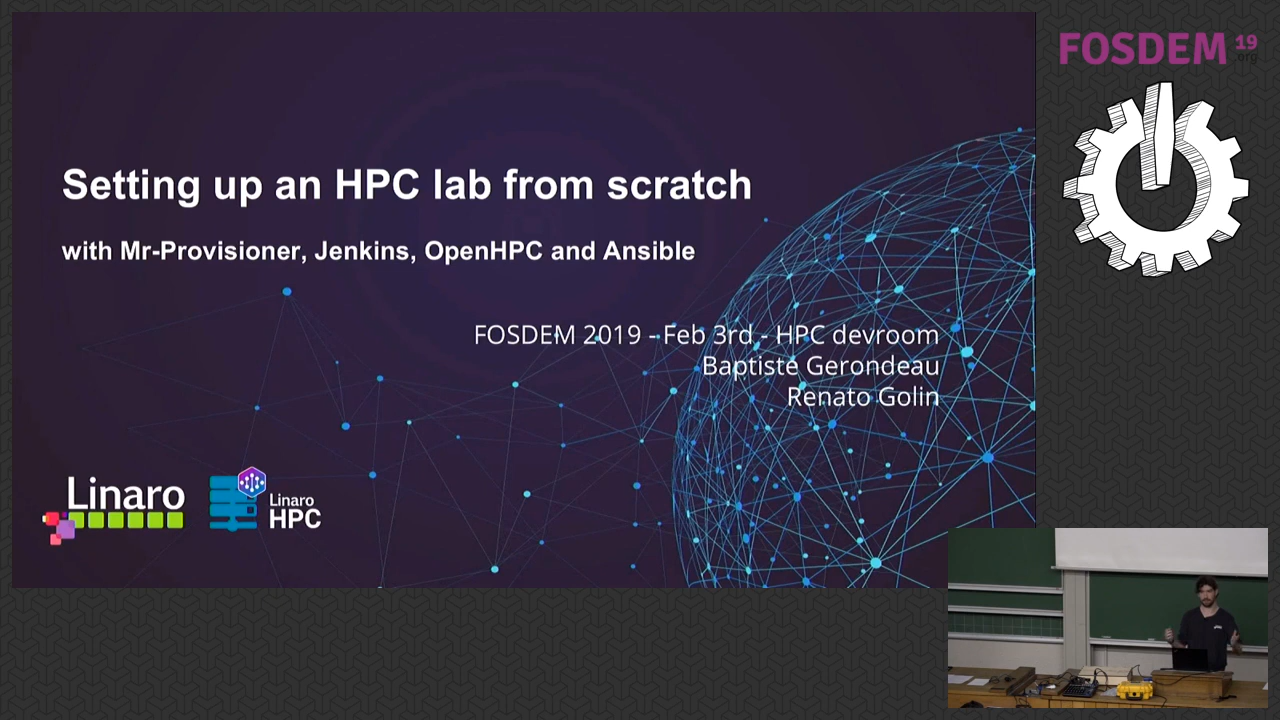 FOSDEM 19
.org
Setting up an HPC lab from scratch
with Mr-Provisioner, Jenkins, OpenHPC and Ansible
FOSDEM 2019 - Feb 3rd - HPC devroom
Baptiste Gerondeau
Renato Golin
Linaro
Linaro
HPC